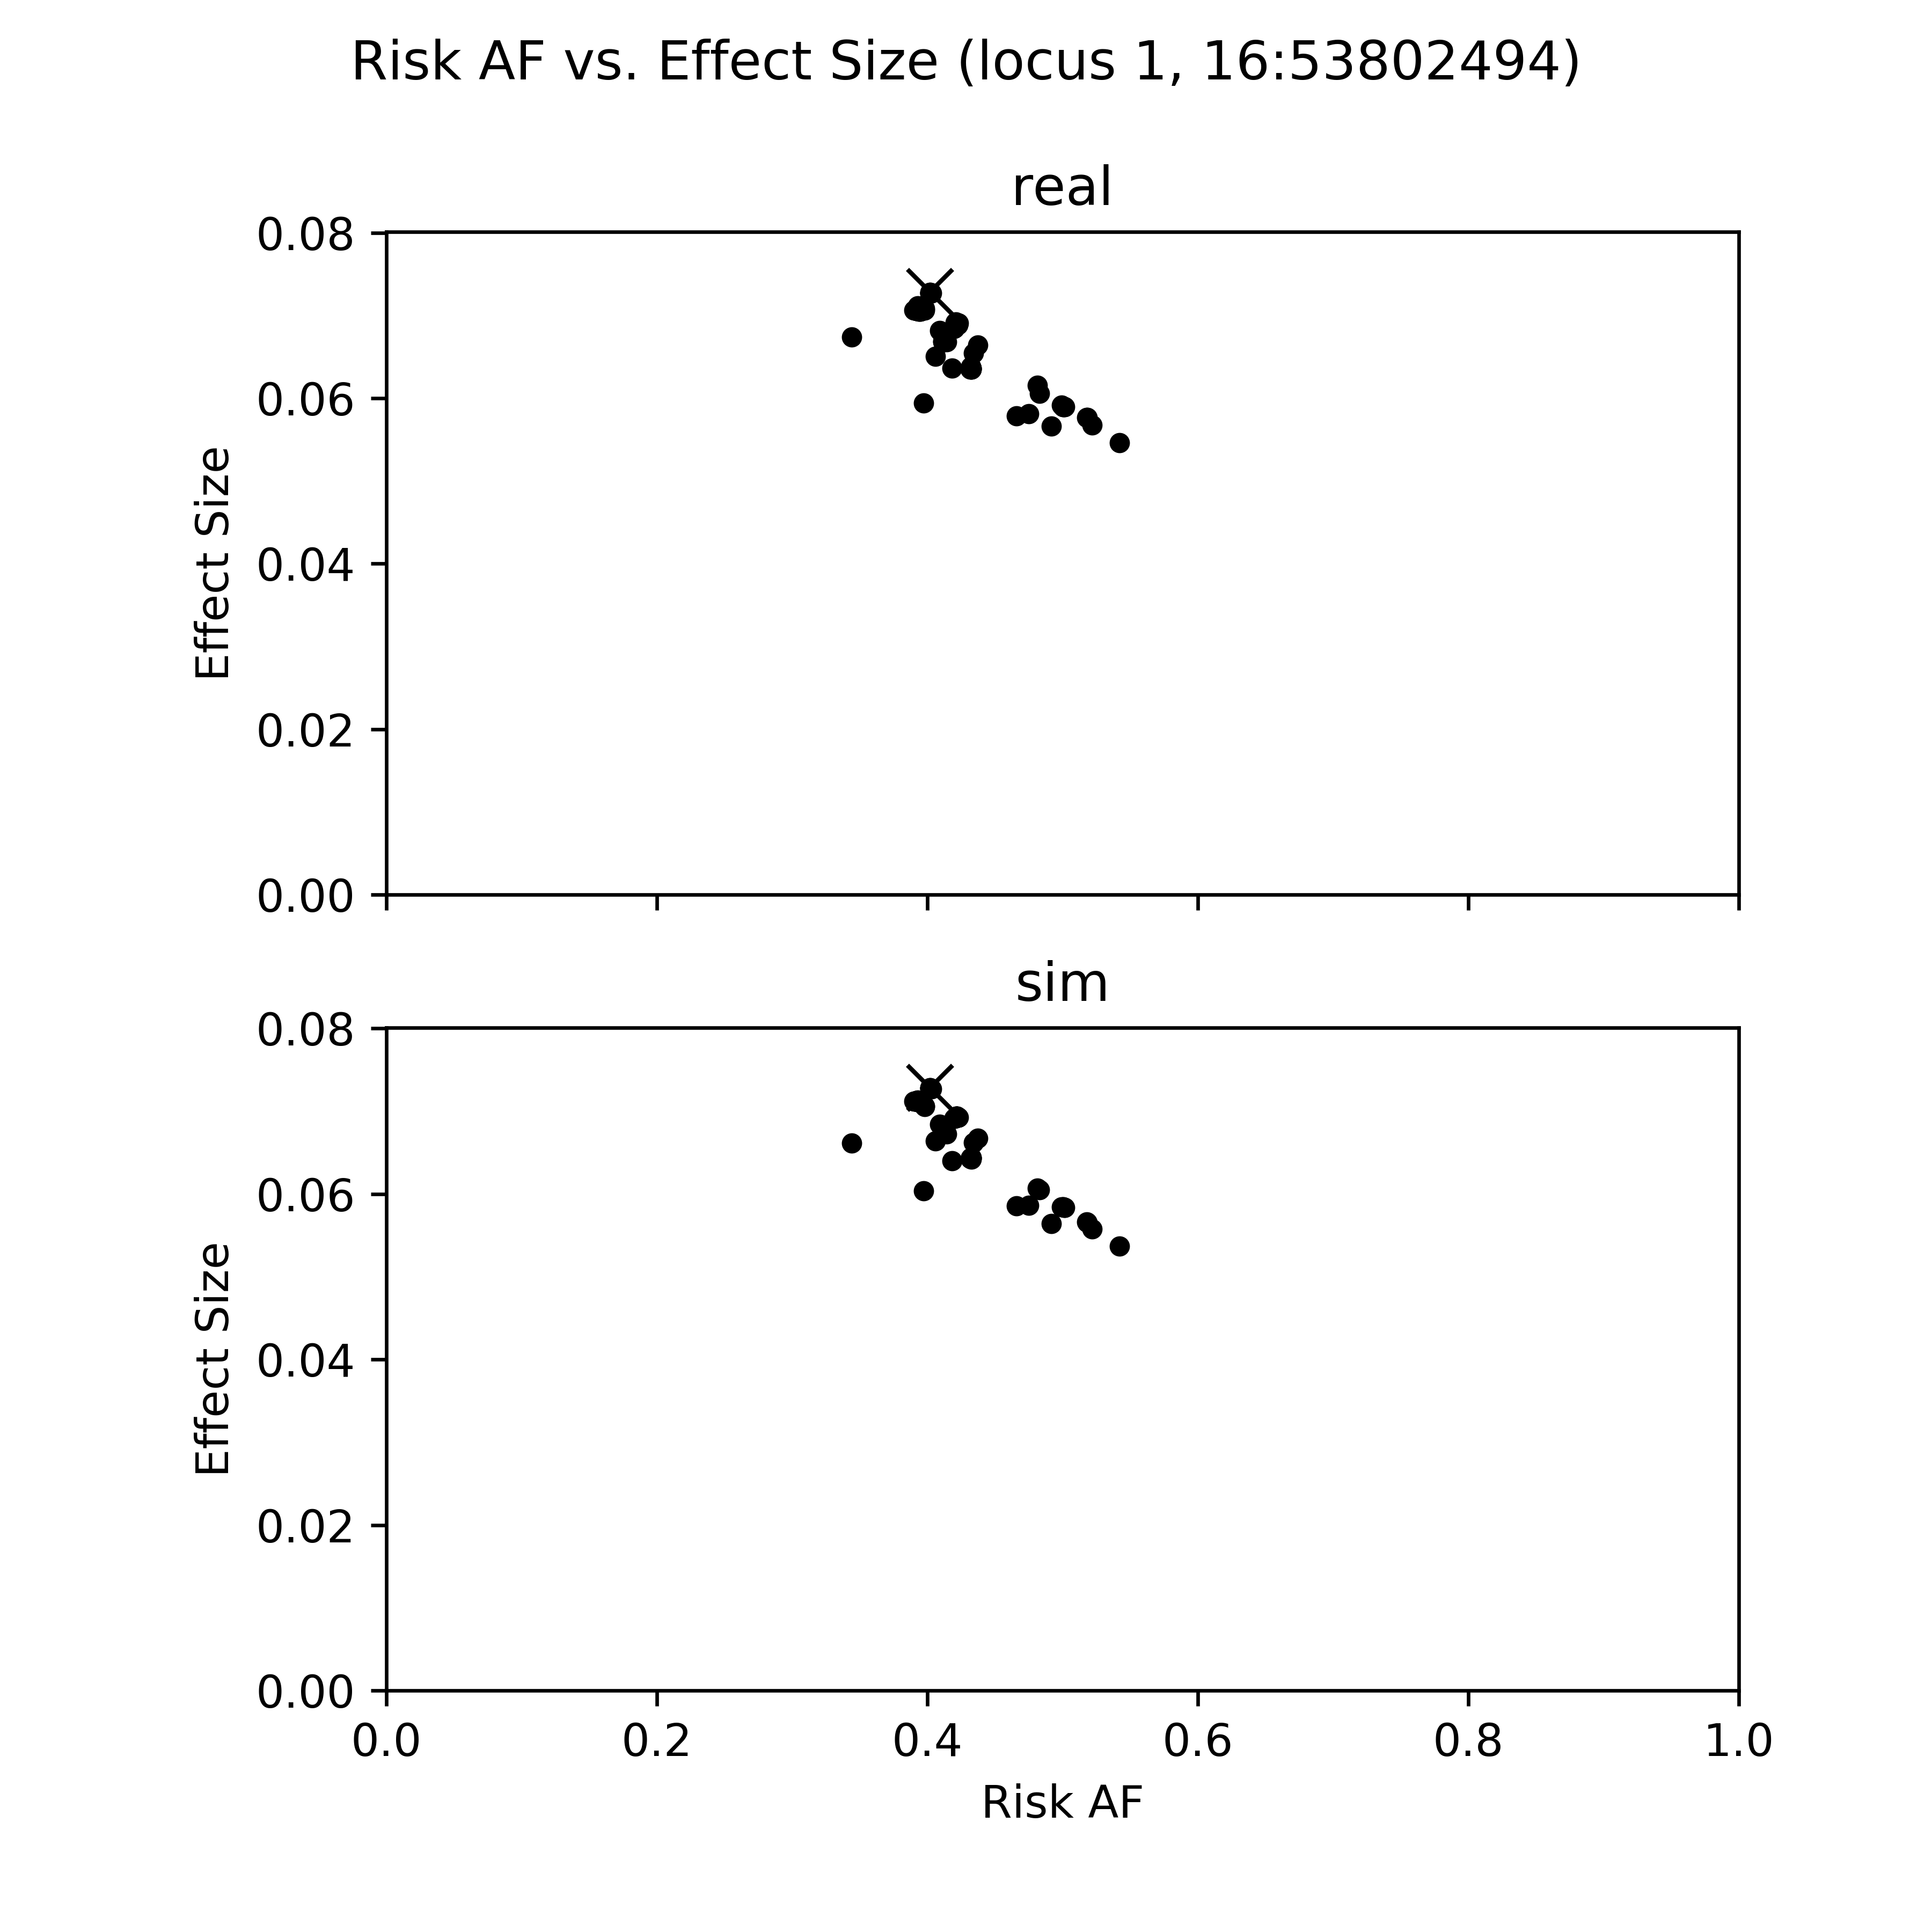 Risk AF vs. Effect Size (locus 1, 16:53802494)
real
0.08
0.06
0.04
0.02
0.00
Effect Size
sim
0.08
0.06
0.04
0.02
0.00
Effect Size
0.0 0.2 0.4 0.6 0.8 1.0
Risk AF